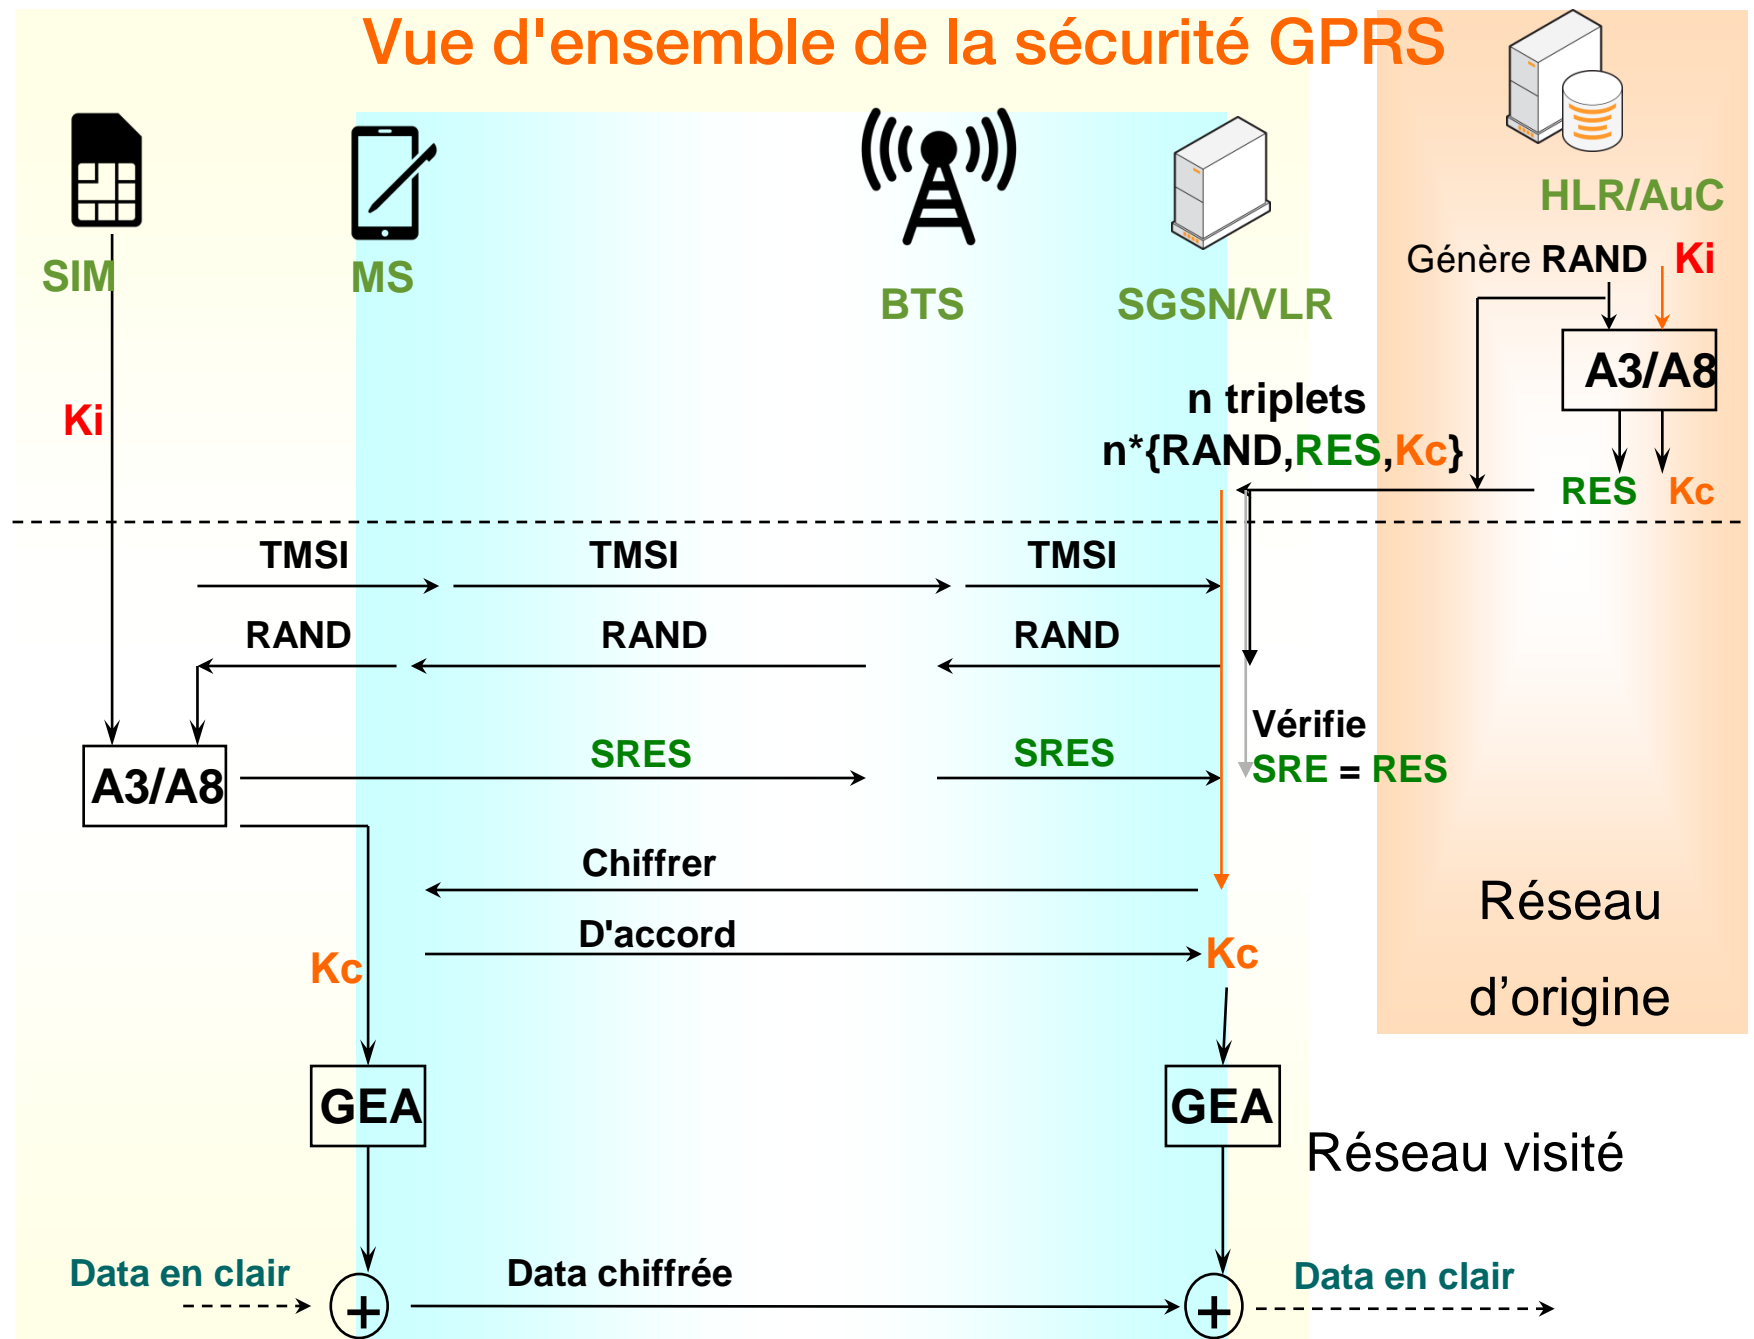 Vue d'ensemble de la sécurité GPRS
HLR/AuC
SIM
MS
BTS
SGSN/VLR
Génère RAND Ki
A3/A8
n triplets
n*{RAND,RES,Kc}
RES Kc
Ki
TMSI TMSI TMSI
RAND RAND RAND
Vérifie
SRE = RES
SRES SRES
A3/A8
Chiffrer
D'accord
Kc
Kc
Réseau
d’origine
GEA
GEA
Réseau visité
Data en clair
Data chiffrée
Data en clair
+
+